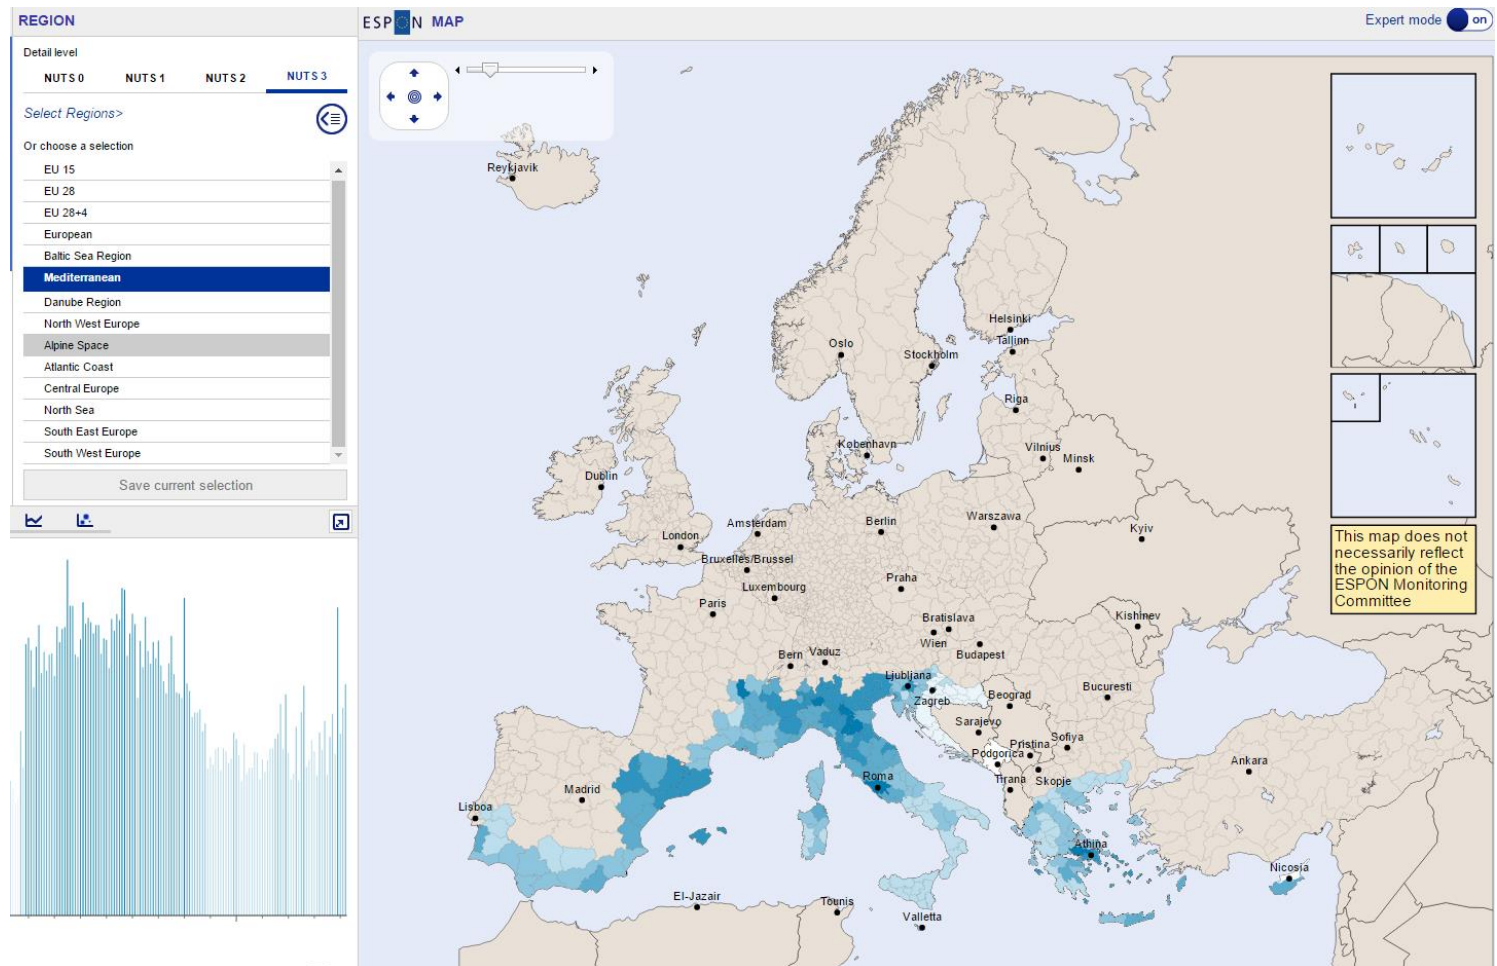 REGION
Detail level
NUTS 0 NUTS 1 NUTS 2 NUTS 3
Select Regions>
Or choose a selection
EU 15
EU 28
EU 28+4
European
Baltic Sea Region
Mediterranean
Danube Region
North West Europe
Alpine Space
Atlantic Coast
Central Europe
North Sea
South East Europe
South West Europe
Save current selection
ESPON MAP
Expert mode on
Reykjavik
Helsinki
Tallinn
Oslo
Stockholm
Riga
København
Vilnius
Minsk
Dublin
Amsterdam
Berlin
Warszawa
Kyiv
London
Bruxelles/Brussel
Luxembourg
Praha
Paris
Bratislava
Wien
Budapest
Kishinev
Bern Vaduz
Ljubljana
Zagreb
Beograd
Bucuresti
Sarajevo
Podgorica
Pristina
Sofiya
Tirana
Skopje
Ankara
Roma
Madrid
Lisboa
Athina
Nicosia
El-Jazair
Tounis
Valletta
This map does not
necessarily reflect
the opinion of the
ESPON Monitoring
Committee